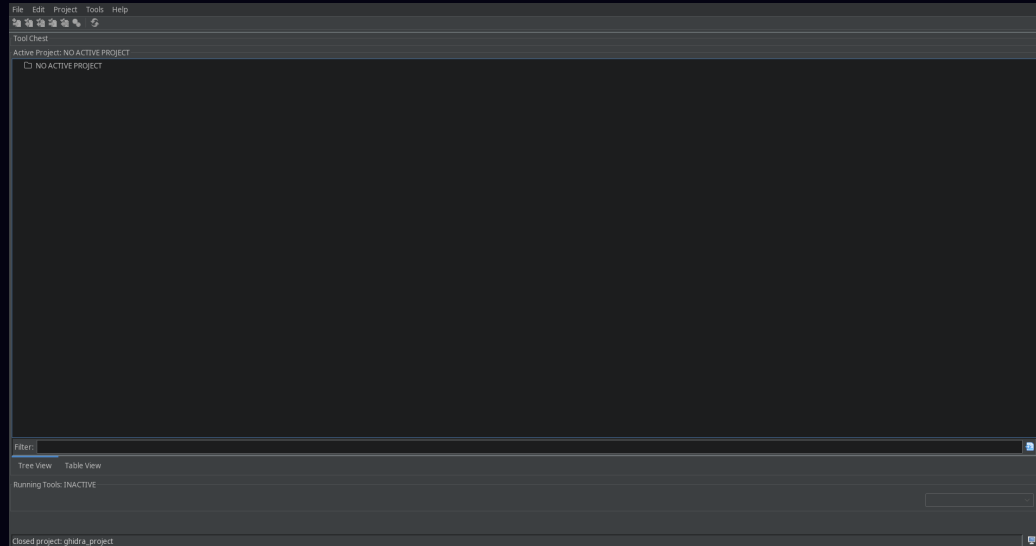 File Edit Project Tools Help
Tool Chest
Active Project: NO ACTIVE PROJECT
NO ACTIVE PROJECT
Filter:
Tree View Table View
Running Tools: INACTIVE
Closed project: ghidra_project